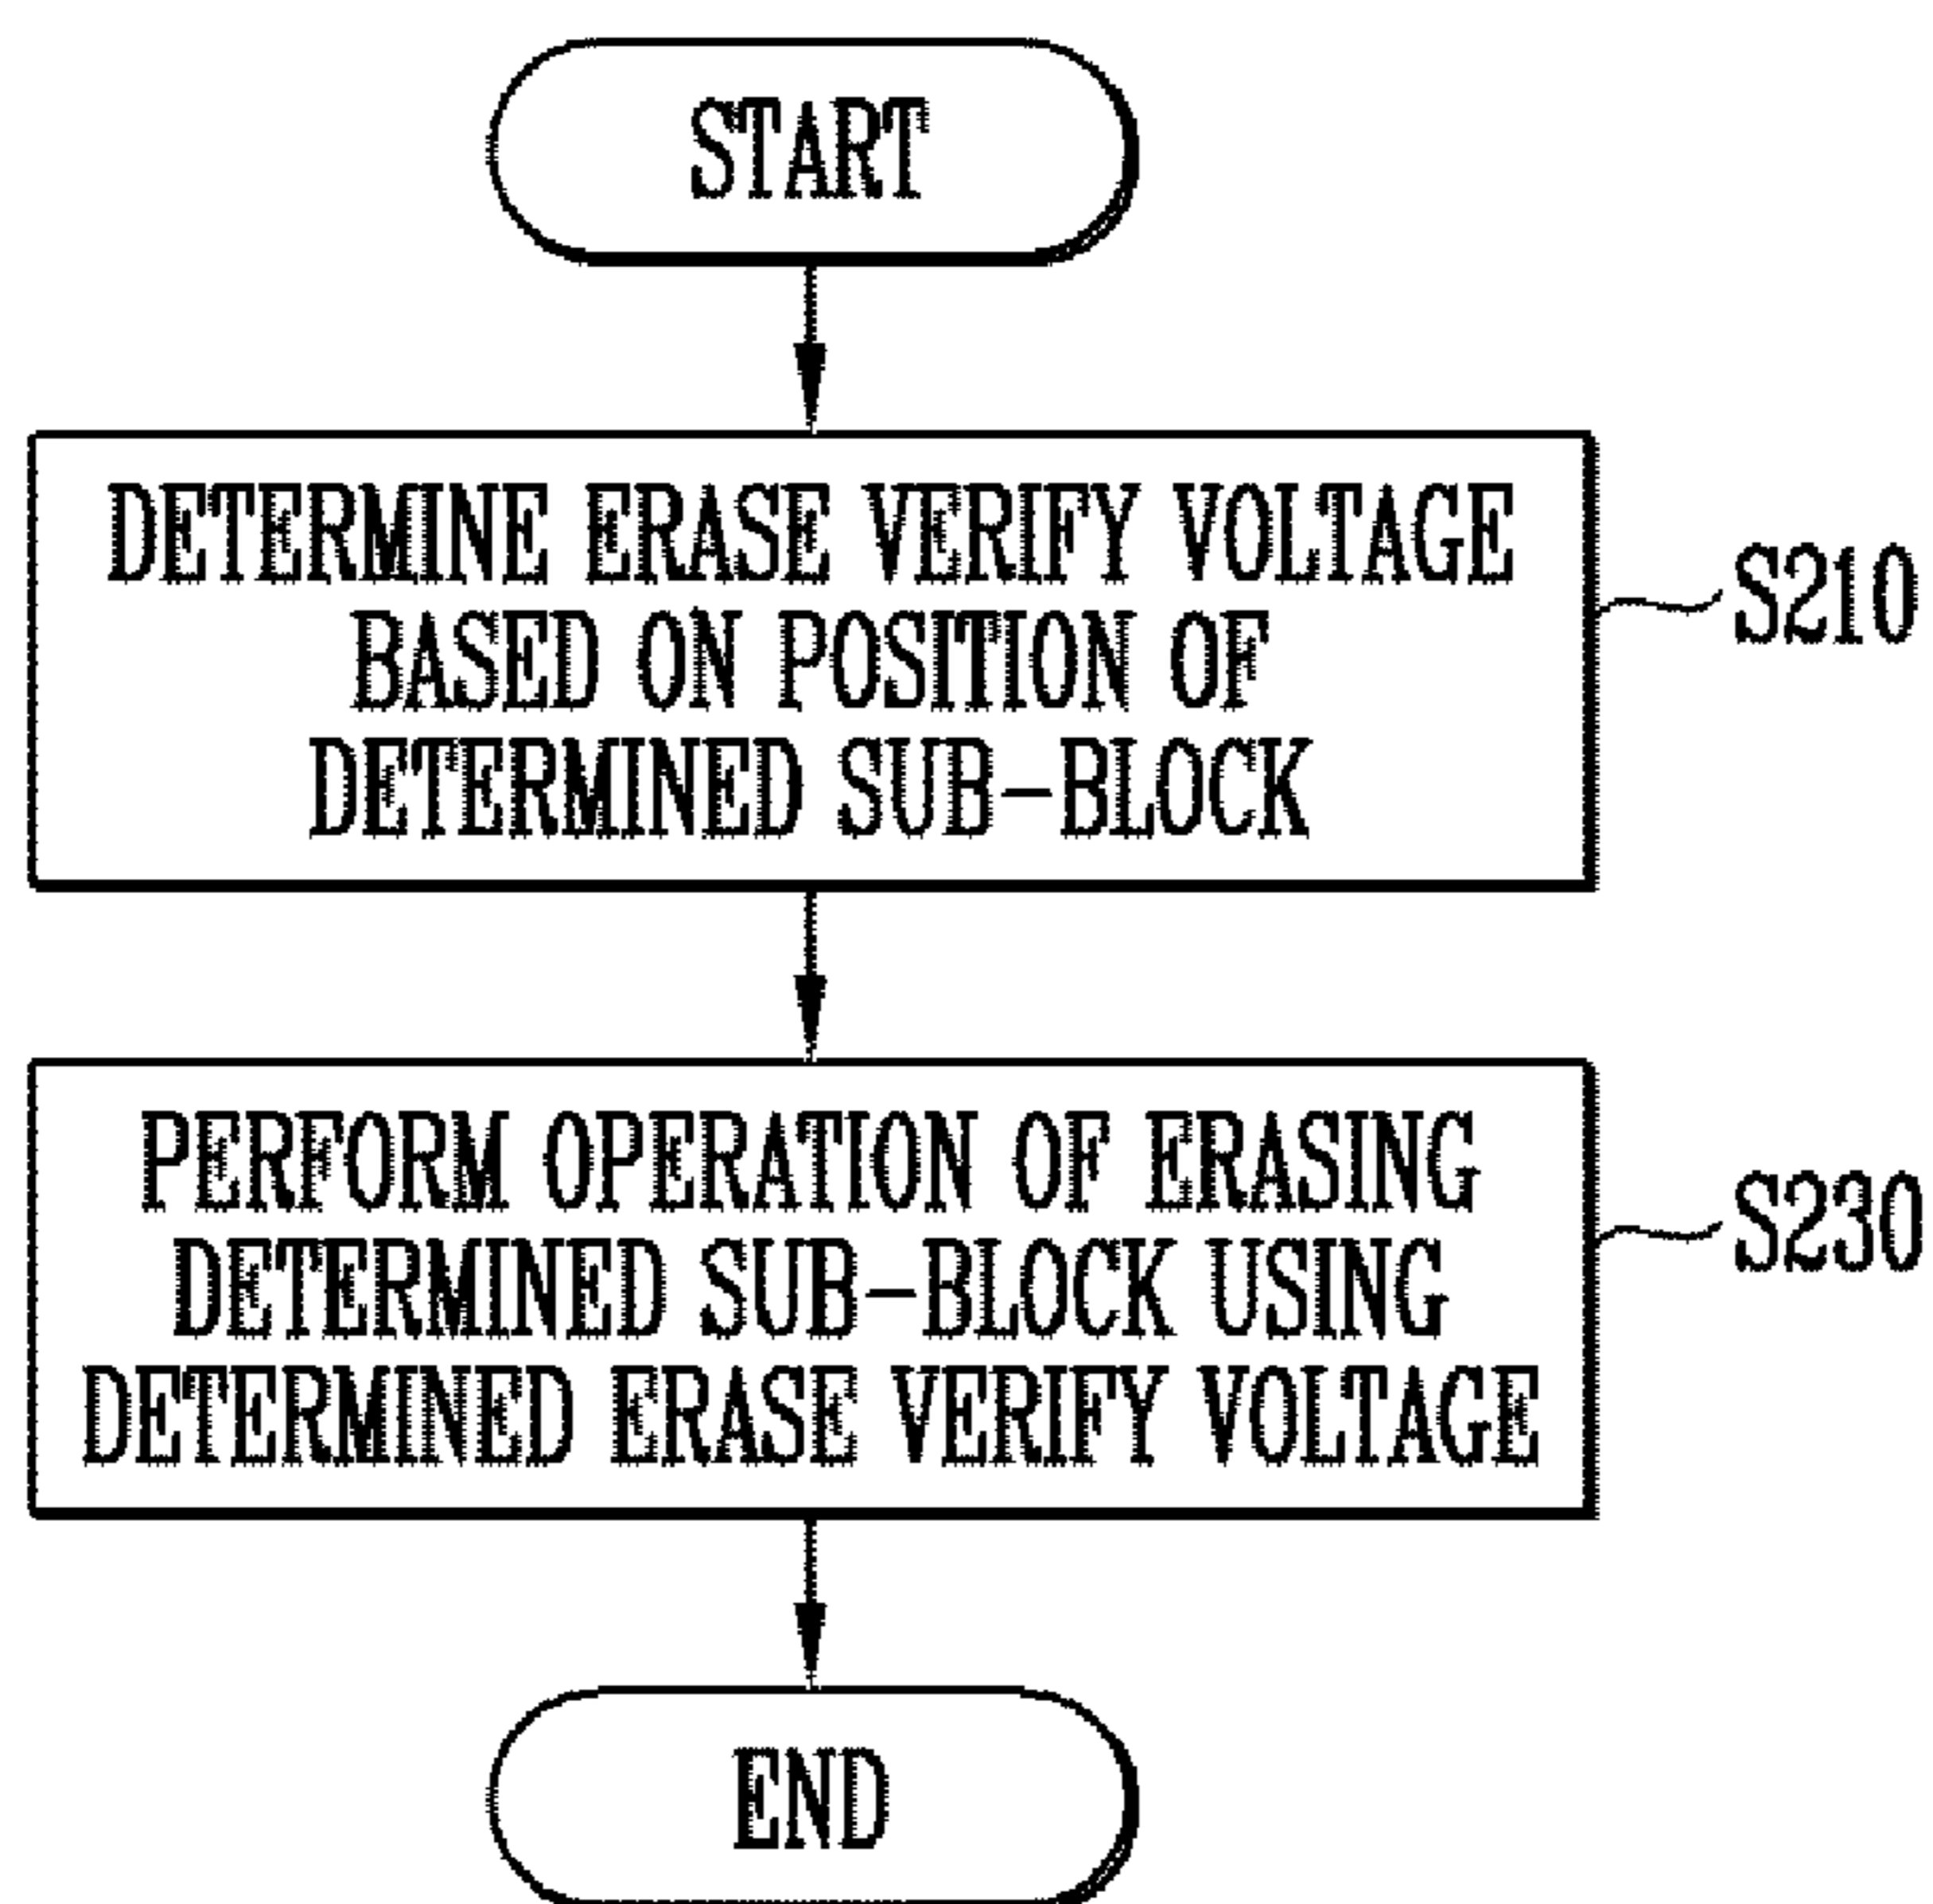 START
DETERMINE ERASE VERIFY VOLTAGE
BASED ON POSITION OF
DETERMINED SUB-BLOCK
S210
PERFORM OPERATION OF ERASING
DETERMINED SUB-BLOCK USING
DETERMINED ERASE VERIFY VOLTAGE
S230
END